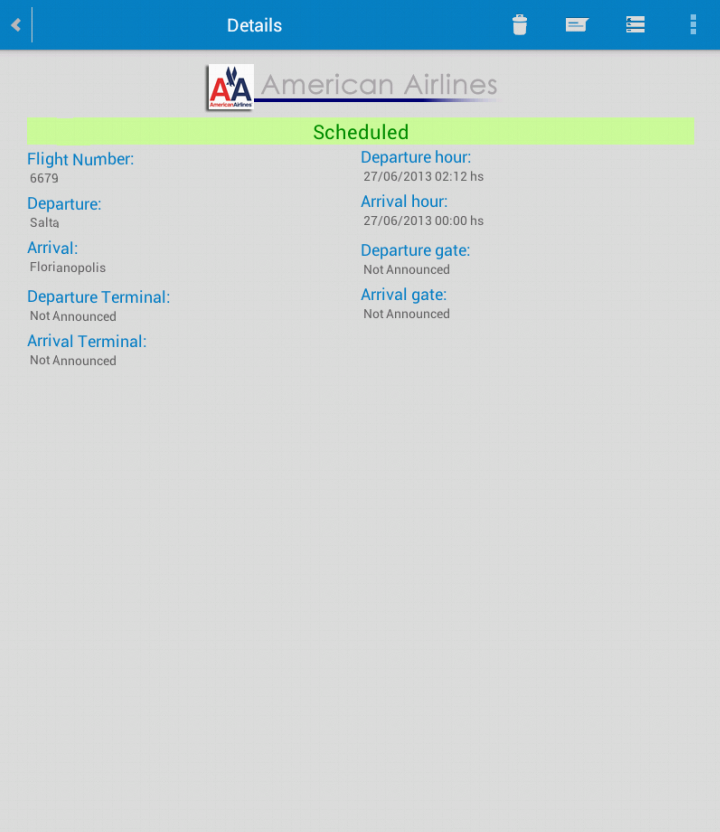 Details
AA
AmericanAirlines
American Airlines
Scheduled
Flight Number:
6679
Departure:
Salta
Arrival:
Florianopolis
Departure Terminal:
Not Announced
Arrival Terminal:
Not Announced
Departure hour:
27/06/2013 02:12 hs
Arrival hour:
27/06/2013 00:00 hs
Departure gate:
Not Announced
Arrival gate:
Not Announced